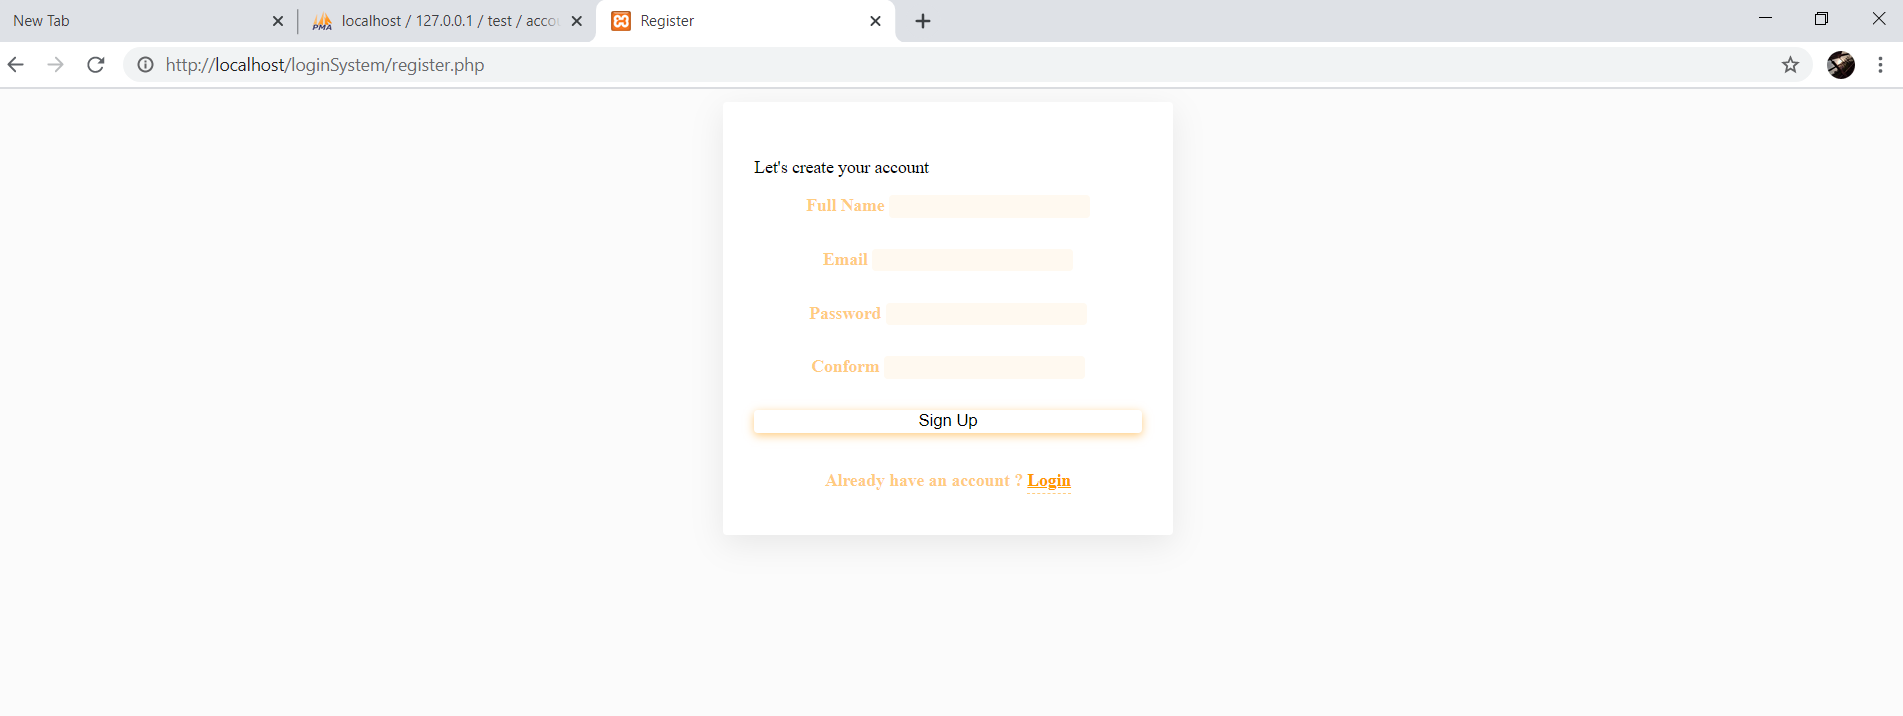 New Tab
localhost / 127.0.0.1 / test / acco
Register
PMA
http://localhost/loginSystem/register.php
Let's create your account
Full Name
Email
Password
Conform
Sign Up
Already have an account ? Login